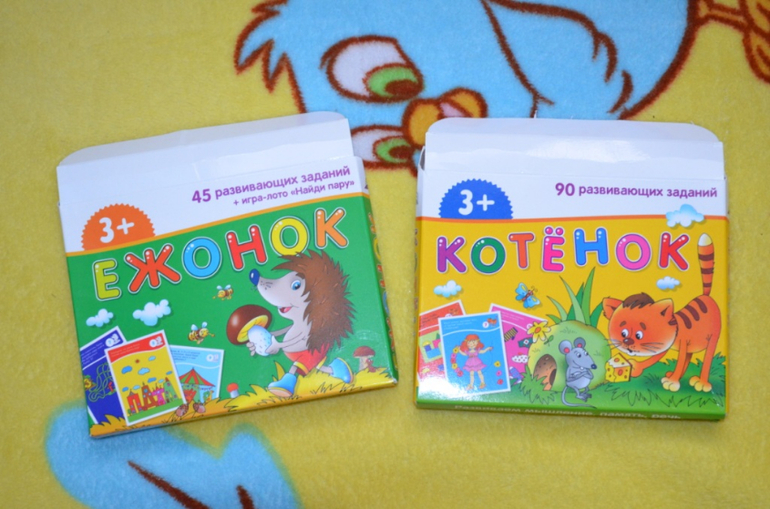 3+
45 развивающих заданий
+ игра-лото «Найди пару»
ЕЖОНОК
3+
90 развивающих заданий
КОТЁНОК